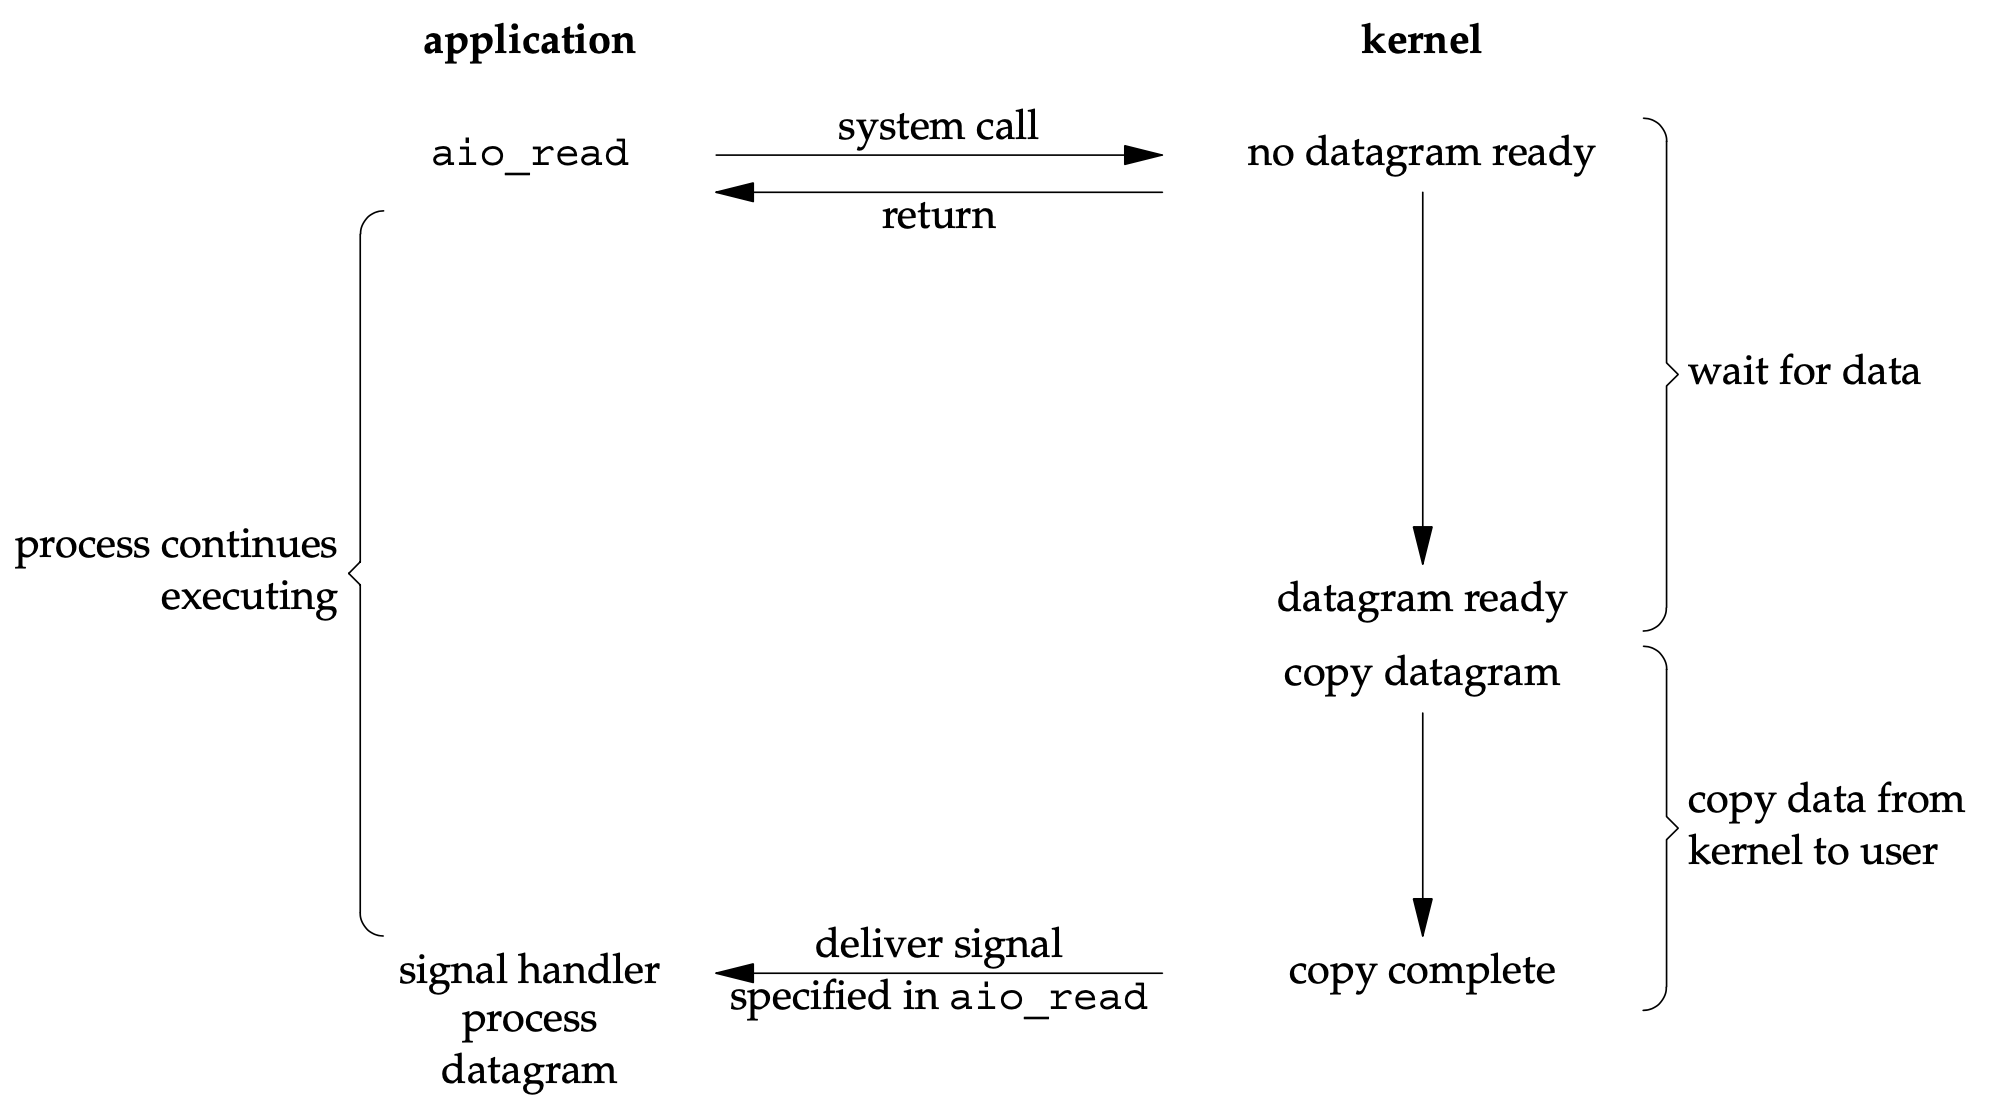 application
kernel
aio_read
system call
no datagram ready
return
wait for data
process continues
executing
datagram ready
copy datagram
copy data from
kernel to user
deliver signal
signal handler
copy complete
specified in aio_read
process
datagram